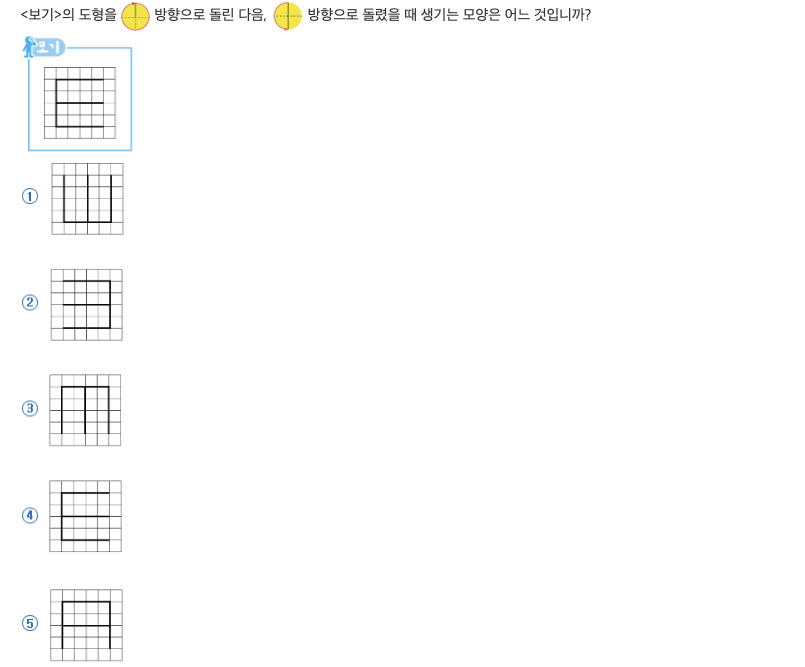 <보기>의 도형을 방향으로 돌린 다음, 방향으로 돌렸을 때 생기는 모양은 어느 것입니까?
보기
①
②
③
④
⑤